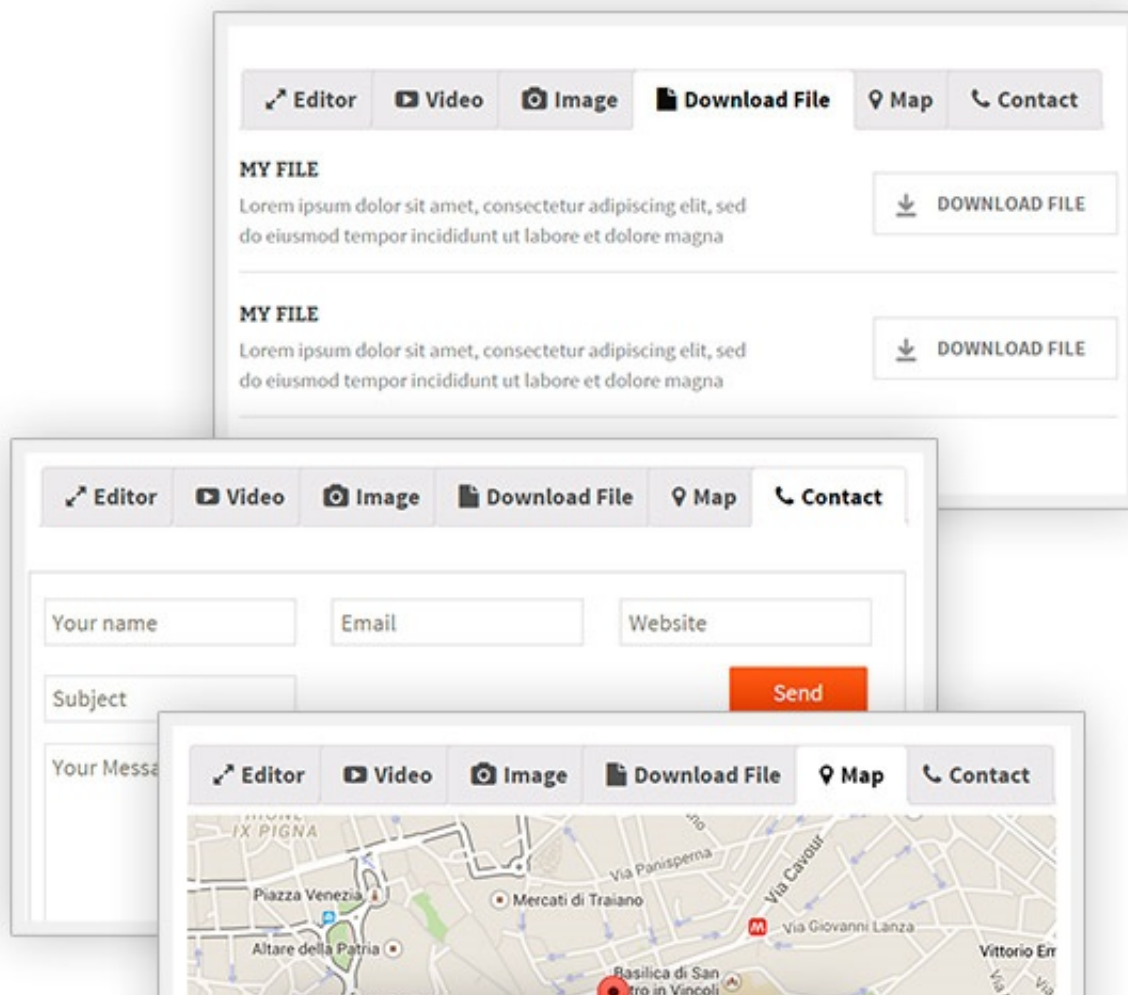 Editor Video Image Download File Map Contact
MY FILE
Lorem ipsum dolor sit amet, consectetur adipiscing elit, sed
do eiusmod tempor incididunt ut labore et dolore magna
DOWNLOAD FILE
MY FILE
Lorem ipsum dolor sit amet, consectetur adipiscing elit, sed
do eiusmod tempor incididunt ut labore et dolore magna
DOWNLOAD FILE
Editor Video Image Download File Map Contact
Your name Email Website
Subject
Send
Your Messa
Editor Video Image Download File Map Contact
IX PIGNA
Via Panisperna
Via Cavour
Piazza Venezia
Mercati di Traiano
M
Via Giovanni Lanza
Altare della Patria
Vittorio Em
Basilica di San
tro in Vincoli
Via
Via